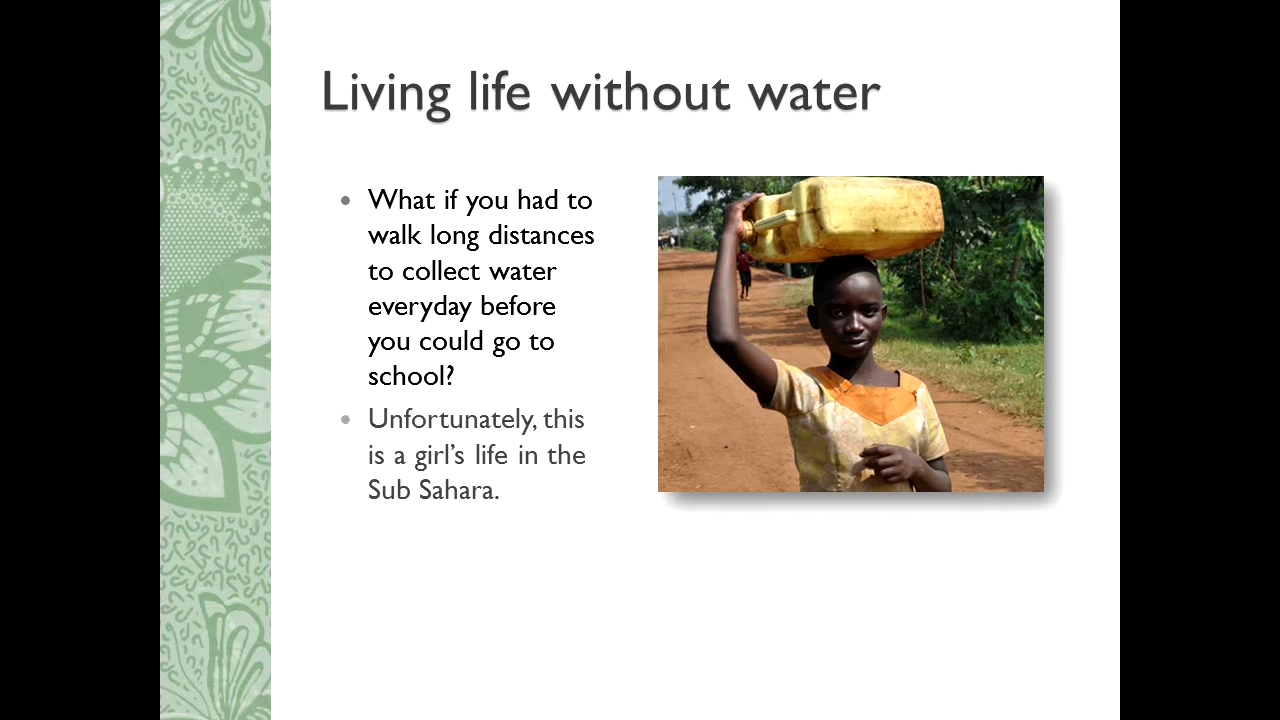 Living life without water
What if you had to
walk long distances
to collect water
everyday before
you could go to
school?
Unfortunately, this
is a girl's life in the
Sub Sahara.